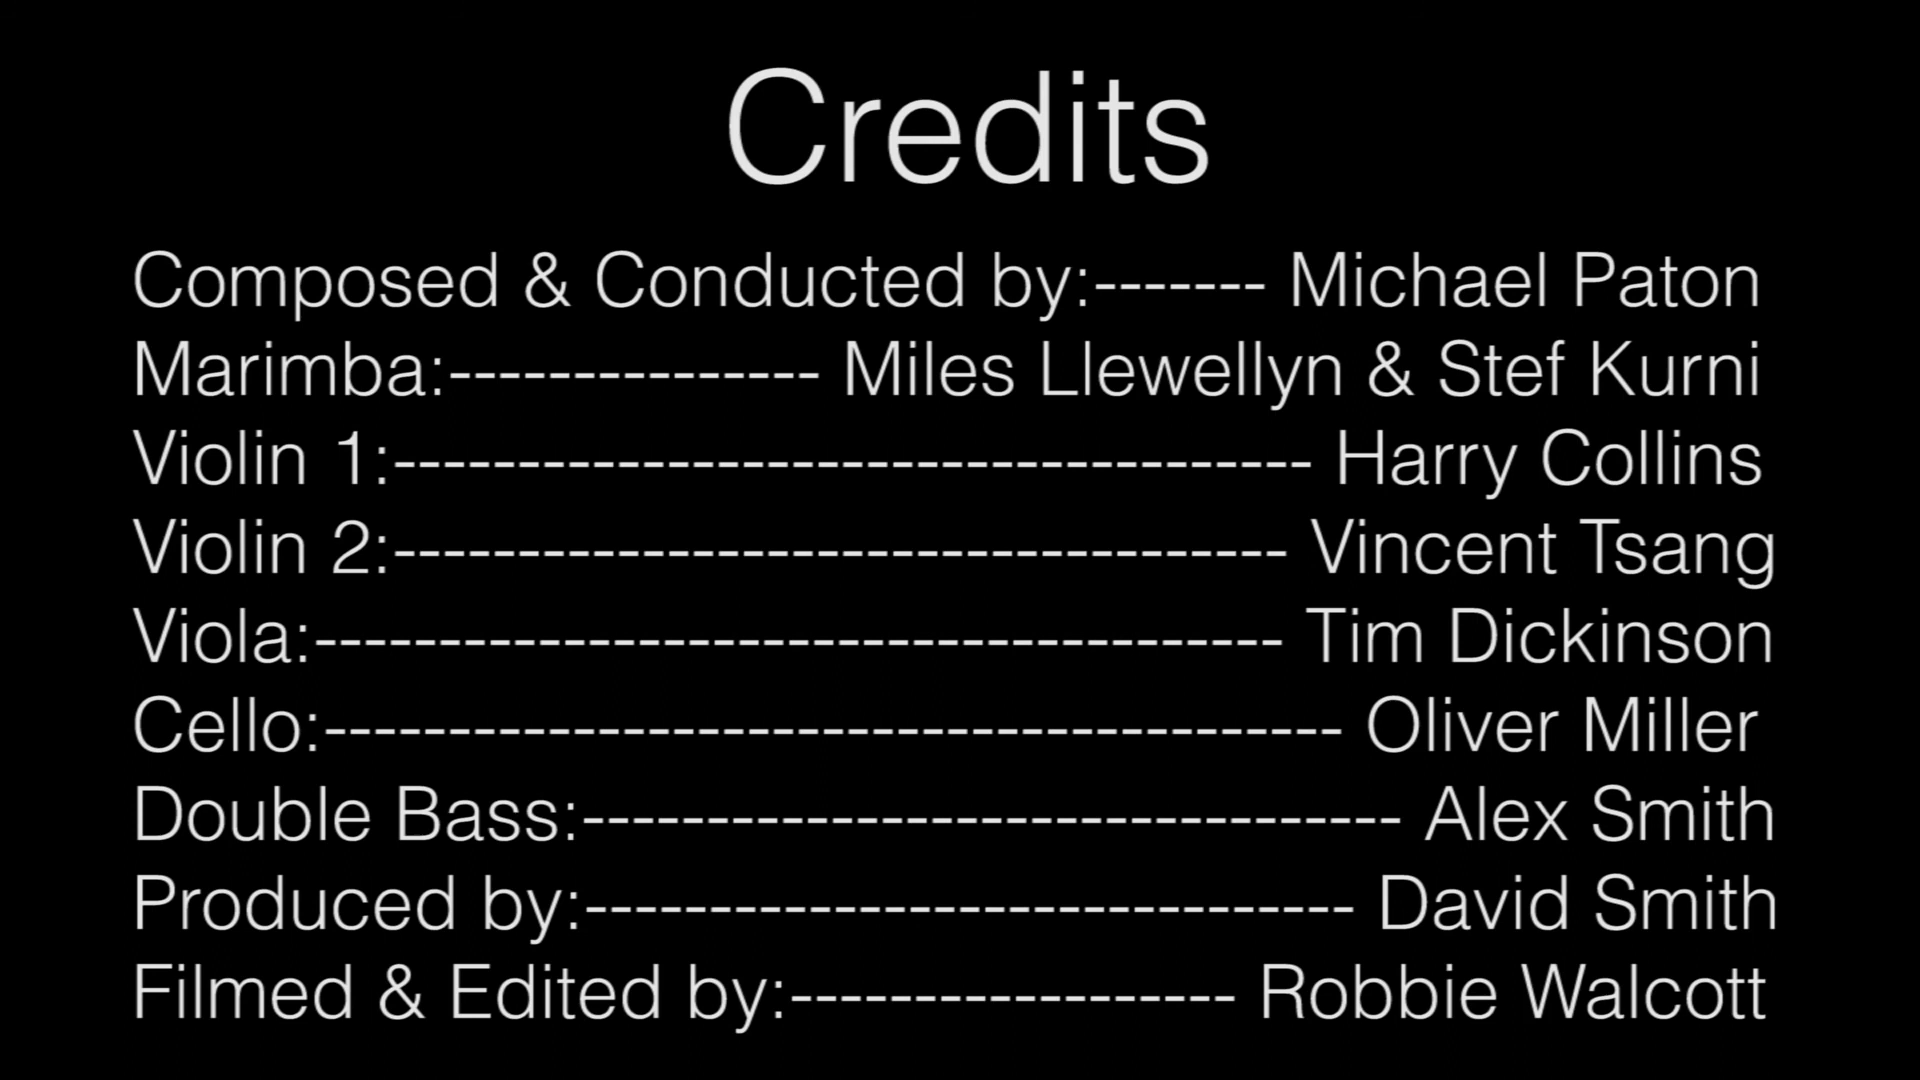 Credits
Composed & Conducted by:------- Michael Paton
Marimba:--------------- Miles Llewellyn & Stef Kurni
Violin 1:------------------------------------- Harry Collins
Violin 2:------------------------------------ Vincent Tsang
Viola:--------------------------------------- Tim Dickinson
Cello:----------------------------------------- Oliver Miller
Double Bass:--------------------------------- Alex Smith
Produced by:------------------------------- David Smith
Filmed & Edited by:------------------ Robbie Walcott